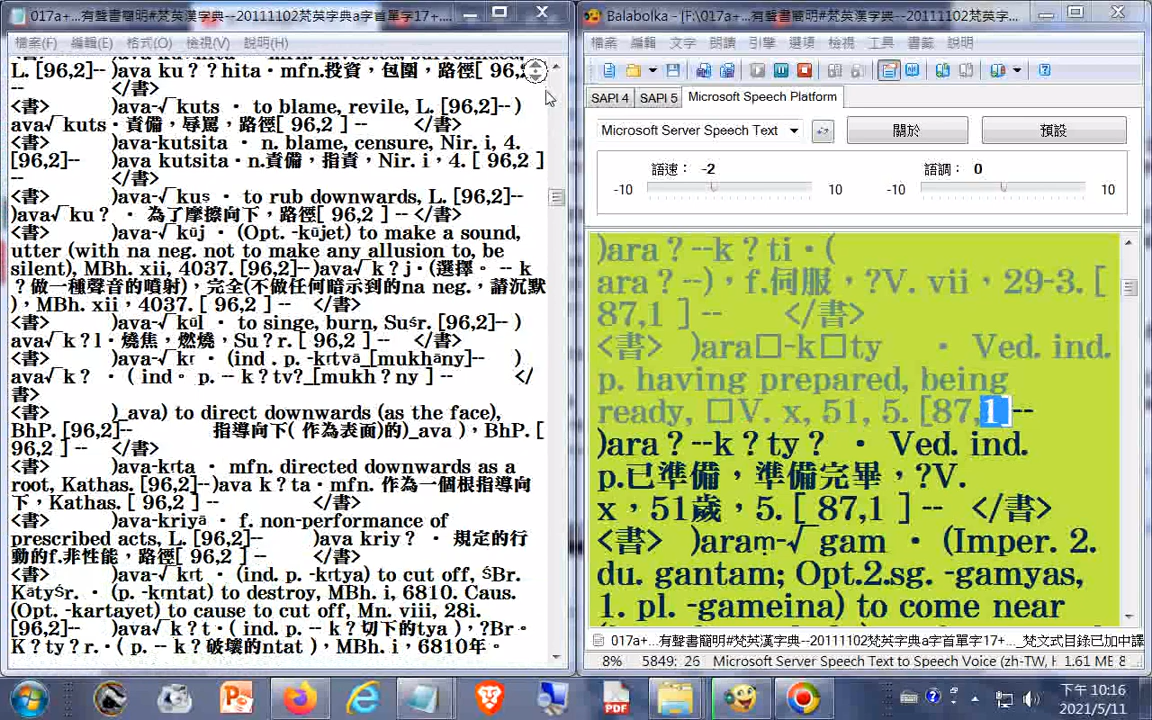 017a+...有聲書簡明#梵英漢字典--20111102梵英字典a字首單字17+...
檔案(F) 編輯(E) 格式(O) 檢視(V) 說明(H)
L. [96,2]-- )ava ku？？hita・mfn.投資，包圍，路徑[ 96,2
-- </書>
<書> )ava-√kuts ・ to blame, revile, L. [96,2]--)
ava√kuts・責備，辱罵，路徑[ 96,2 ] -- </書>
<書> )ava-kutsita ・ n. blame, censure, Nir. i, 4.
[96,2]-- )ava kutsita・n.責備，指責，Nir. i，4. [ 96,2 ]
-- </書>
<書> )ava-√kuṣ ・ to rub downwards, L. [96,2]--
)ava√ku？ ・ 為了摩擦向下，路徑[ 96,2 ] --</書>
<書> )ava-√kūj ・ (Opt. -kūjet) to make a sound,
utter (with na neg. not to make any allusion to, be
silent), MBh. xii, 4037. [96,2]--)ava√k？j・(選擇。 -- k
？做一種聲音的噴射)，完全(不做任何暗示到的na neg.，請沉默
)，MBh. xii，4037. [ 96,2 ] -- </書>
<書> )ava-√kūl ・ to singe, burn, Suśr. [96,2]--)
ava√k？l・燒焦，燃燒，Su？r. [ 96,2 ] -- </書>
<書> )ava-√kṛ ・ (ind . p. -kṛtvā_[mukhāny]-- )
ava√k？ ・ ( ind。 p. -- k？tv?_[mukh？ny ] -- </
書>
<書> )_ava) to direct downwards (as the face),
BhP. [96,2]-- 指導向下( 作為表面)的)_ava )，BhP. [
96,2 ] -- </書>
<書> )ava-kṛta ・ mfn. directed downwards as a
root, Kathas. [96,2]--)ava k？ta・mfn. 作為一個根指導向
下，Kathas. [ 96,2 ] -- </書>
<書> )ava-kriyā ・ f. non-performance of
prescribed acts, L. [96,2]-- )ava kriy？ ・ 規定的行
動的f.非性能，路徑[ 96,2 ] -- </書>
<書> )ava-√kṛt ・ (ind. p. -kṛtya) to cut off, ŚBr.
KātyŚr. ・ (p. -kṛntat) to destroy, MBh. i, 6810. Caus.
(Opt. -kartayet) to cause to cut off, Mn. viii, 28i.
[96,2]-- )ava√k？t・( ind. p. -- k？切下的tya )，?Br。
K？ty？r.・( p. -- k？破壞的ntat )，MBh. i，6810年。
Balabolka - [F:\017a+...有聲書簡明#梵英漢字典--20111102梵英字...
檔案 編輯 文字 朗讀 引擎 選項 檢視 工具 書籤 說明
SAPI 4 SAPI 5 Microsoft Speech Platform
Microsoft Server Speech Text 關於 預設
語速： -2 語調： 0
-10 10 -10 10
)ara？--k？ti・(
ara？--)，f.伺服，?V. vii，29-3. [
87,1 ] -- </書>
<書> )ara□-k□ty ・ Ved. ind.
p. having prepared, being
ready, □V. x, 51, 5. [87,1]--
)ara？--k？ty？ ・ Ved. ind.
p.已準備，準備完畢，?V.
x，51歲，5. [ 87,1 ] -- </書>
<書> )araṃ-√gam ・ (Imper. 2.
du. gantam; Opt.2.sg. -gamyas,
1. pl. -gameina) to come near
017a+...有聲書簡明#梵英漢字典--20111102梵英字典a字首單字17+..._梵文式目錄已加中譯
8% 5849: 26 Microsoft Server Speech Text to Speech Voice (zh-TW, H 1.61 MB 8
下午 10:16
2021/5/11